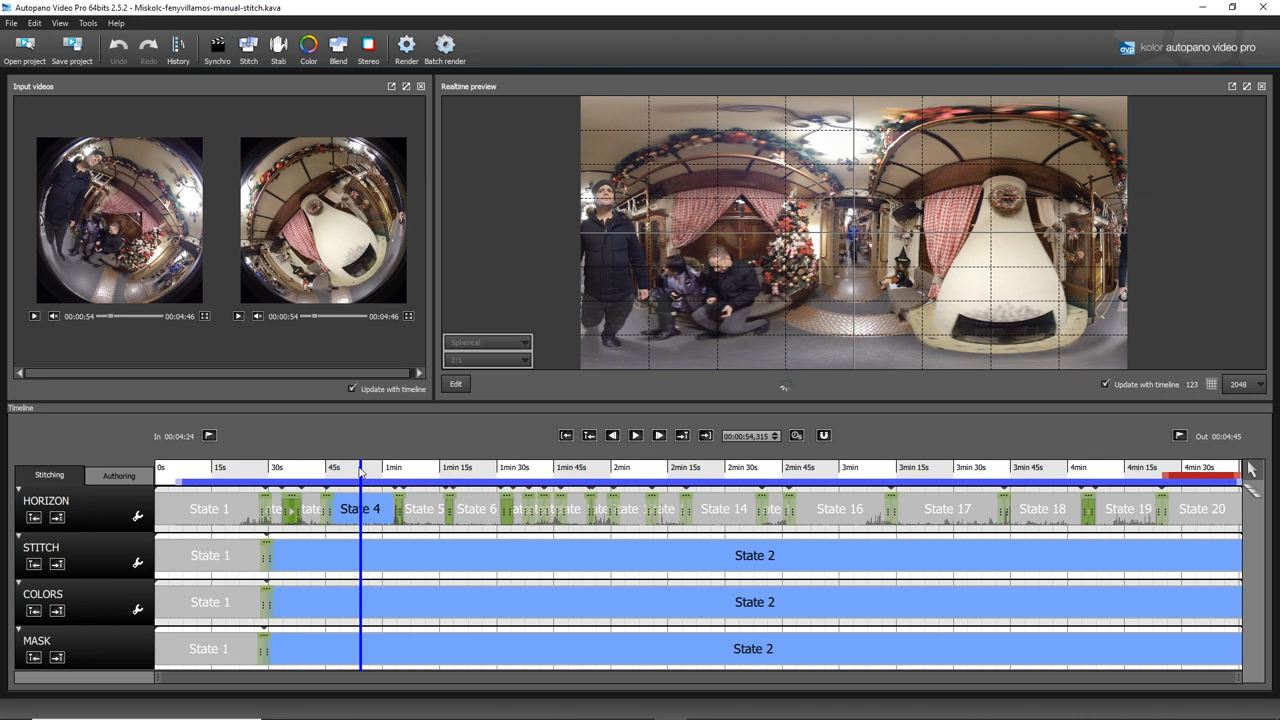 Autopano Video Pro 64bits 2.5.2 - Miskolc-fenyvillamos-manual-stitch.kava
File Edit View Tools Help
Open project Save project Undo Redo History Synchro Stitch Stab Color Blend Stereo Render Batch render
kolor autopano video pro
Input videos
Realtime preview
00:00:54 00:04:46 00:00:54 00:04:46
Spherical
2:1
Update with timeline
Edit
Update with timeline 123 2048
Timeline
In 00:04:24 00:00:54,315 Out 00:04:45
Stitching Authoring
0s 15s 30s 45s 1min 1min 15s 1min 30s 1min 45s 2min 2min 15s 2min 30s 2min 45s 3min 3min 15s 3min 30s 3min 45s 4min 4min 15s 4min 30s
HORIZON
State 1 State 4 State 5 State 6 State 14 State 16 State 17 State 18 State 19 State 20
STITCH
State 1 State 2
COLORS
State 1 State 2
MASK
State 1 State 2